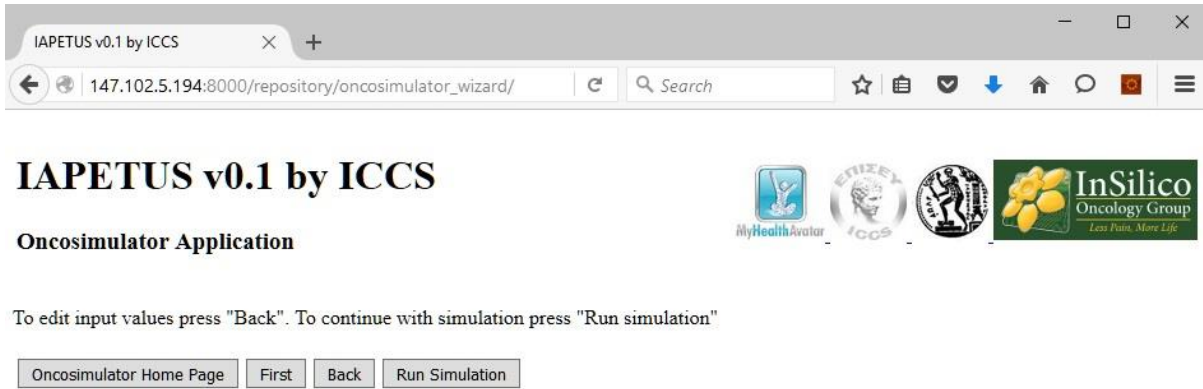 IAPETUS v0.1 by ICCS
147.102.5.194:8000/repository/oncosimulator_wizard/
Search
IAPETUS v0.1 by ICCS
Oncosimulator Application
MyHealthAvatar
ΕΠΙΣΕΥ
ICCS
InSilico
Oncology Group
Less Pain, More Life
To edit input values press "Back". To continue with simulation press "Run simulation"
Oncosimulator Home Page First Back Run Simulation